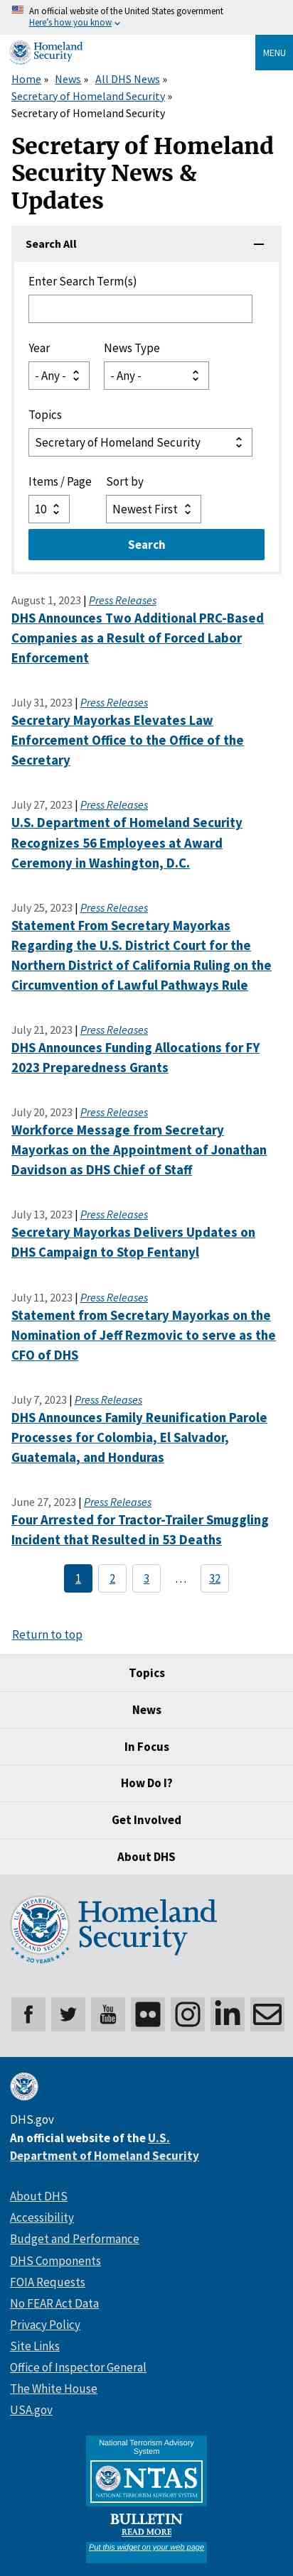 An official website of the United States government
Here's how you know
Homeland
Security
MENU
Home » News » All DHS News »
Secretary of Homeland Security »
Secretary of Homeland Security
Secretary of Homeland
Security News &
Updates
Search All
Enter Search Term(s)
Year News Type
- Any - - Any -
Topics
Secretary of Homeland Security
Items / Page Sort by
10 Newest First
Search
August 1, 2023 | Press Releases
DHS Announces Two Additional PRC-Based
Companies as a Result of Forced Labor
Enforcement
July 31, 2023 | Press Releases
Secretary Mayorkas Elevates Law
Enforcement Office to the Office of the
Secretary
July 27, 2023 | Press Releases
U.S. Department of Homeland Security
Recognizes 56 Employees at Award
Ceremony in Washington, D.C.
July 25, 2023 | Press Releases
Statement From Secretary Mayorkas
Regarding the U.S. District Court for the
Northern District of California Ruling on the
Circumvention of Lawful Pathways Rule
July 21, 2023 | Press Releases
DHS Announces Funding Allocations for FY
2023 Preparedness Grants
July 20, 2023 | Press Releases
Workforce Message from Secretary
Mayorkas on the Appointment of Jonathan
Davidson as DHS Chief of Staff
July 13, 2023 | Press Releases
Secretary Mayorkas Delivers Updates on
DHS Campaign to Stop Fentanyl
July 11, 2023 | Press Releases
Statement from Secretary Mayorkas on the
Nomination of Jeff Rezmovic to serve as the
CFO of DHS
July 7, 2023 | Press Releases
DHS Announces Family Reunification Parole
Processes for Colombia, El Salvador,
Guatemala, and Honduras
June 27, 2023 | Press Releases
Four Arrested for Tractor-Trailer Smuggling
Incident that Resulted in 53 Deaths
1 2 3 … 32
Return to top
Topics
News
In Focus
How Do I?
Get Involved
About DHS
Homeland
Security
20 YEARS
You Tube
DHS.gov
An official website of the U.S.
Department of Homeland Security
About DHS
Accessibility
Budget and Performance
DHS Components
FOIA Requests
No FEAR Act Data
Privacy Policy
Site Links
Office of Inspector General
The White House
USA.gov
National Terrorism Advisory
System
NTAS
NATIONAL TERRORISM ADVISORY SYSTEM
BULLETIN
READ MORE
Put this widget on your web page